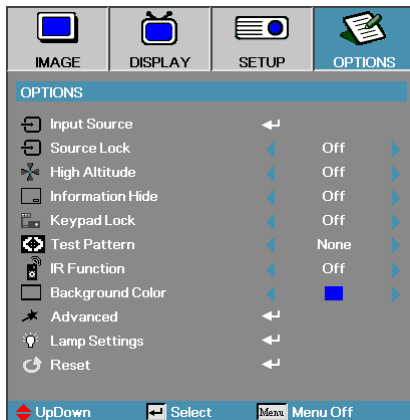 IMAGE DISPLAY SETUP OPTIONS
OPTIONS
Input Source
Source Lock Off
High Altitude Off
Information Hide Off
Keypad Lock Off
Test Pattern None
IR Function Off
Background Color
Advanced
Lamp Settings
Reset
UpDown Select Menu Menu Off